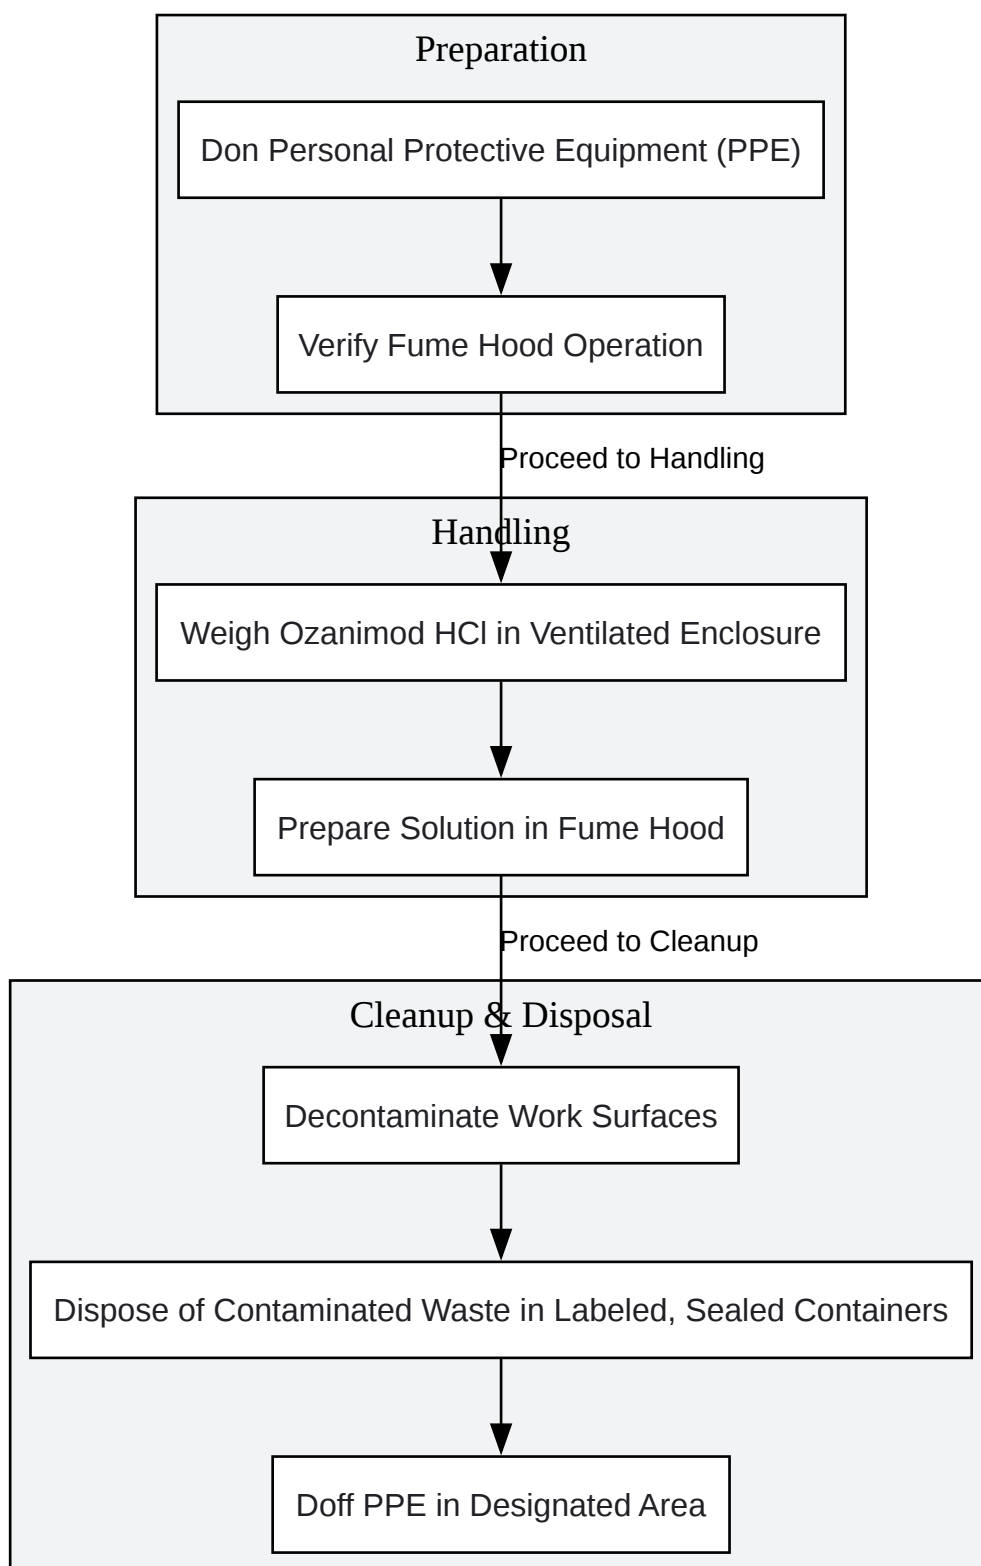 Preparation
Don Personal Protective Equipment (PPE)
Verify Fume Hood Operation
Proceed to Handling
Handling
Weigh Ozanimod HCl in Ventilated Enclosure
Prepare Solution in Fume Hood
Proceed to Cleanup
Cleanup & Disposal
Decontaminate Work Surfaces
Dispose of Contaminated Waste in Labeled, Sealed Containers
Doff PPE in Designated Area